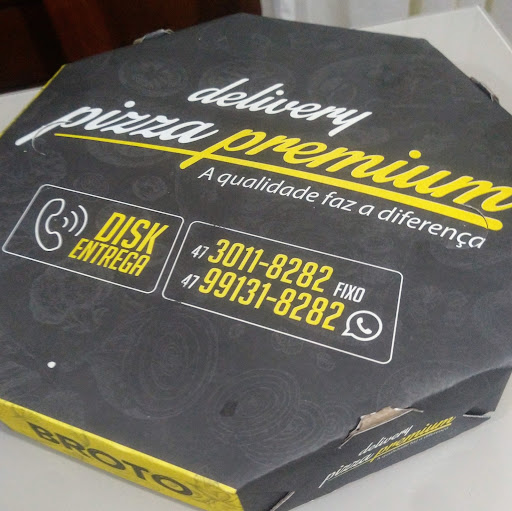 delivery
pizza premium
A qualidade faz a diferença
DISK
ENTREGA
47 3011-8282 FIXO
47 99131-8282
BROTO
delivery
pizza premium